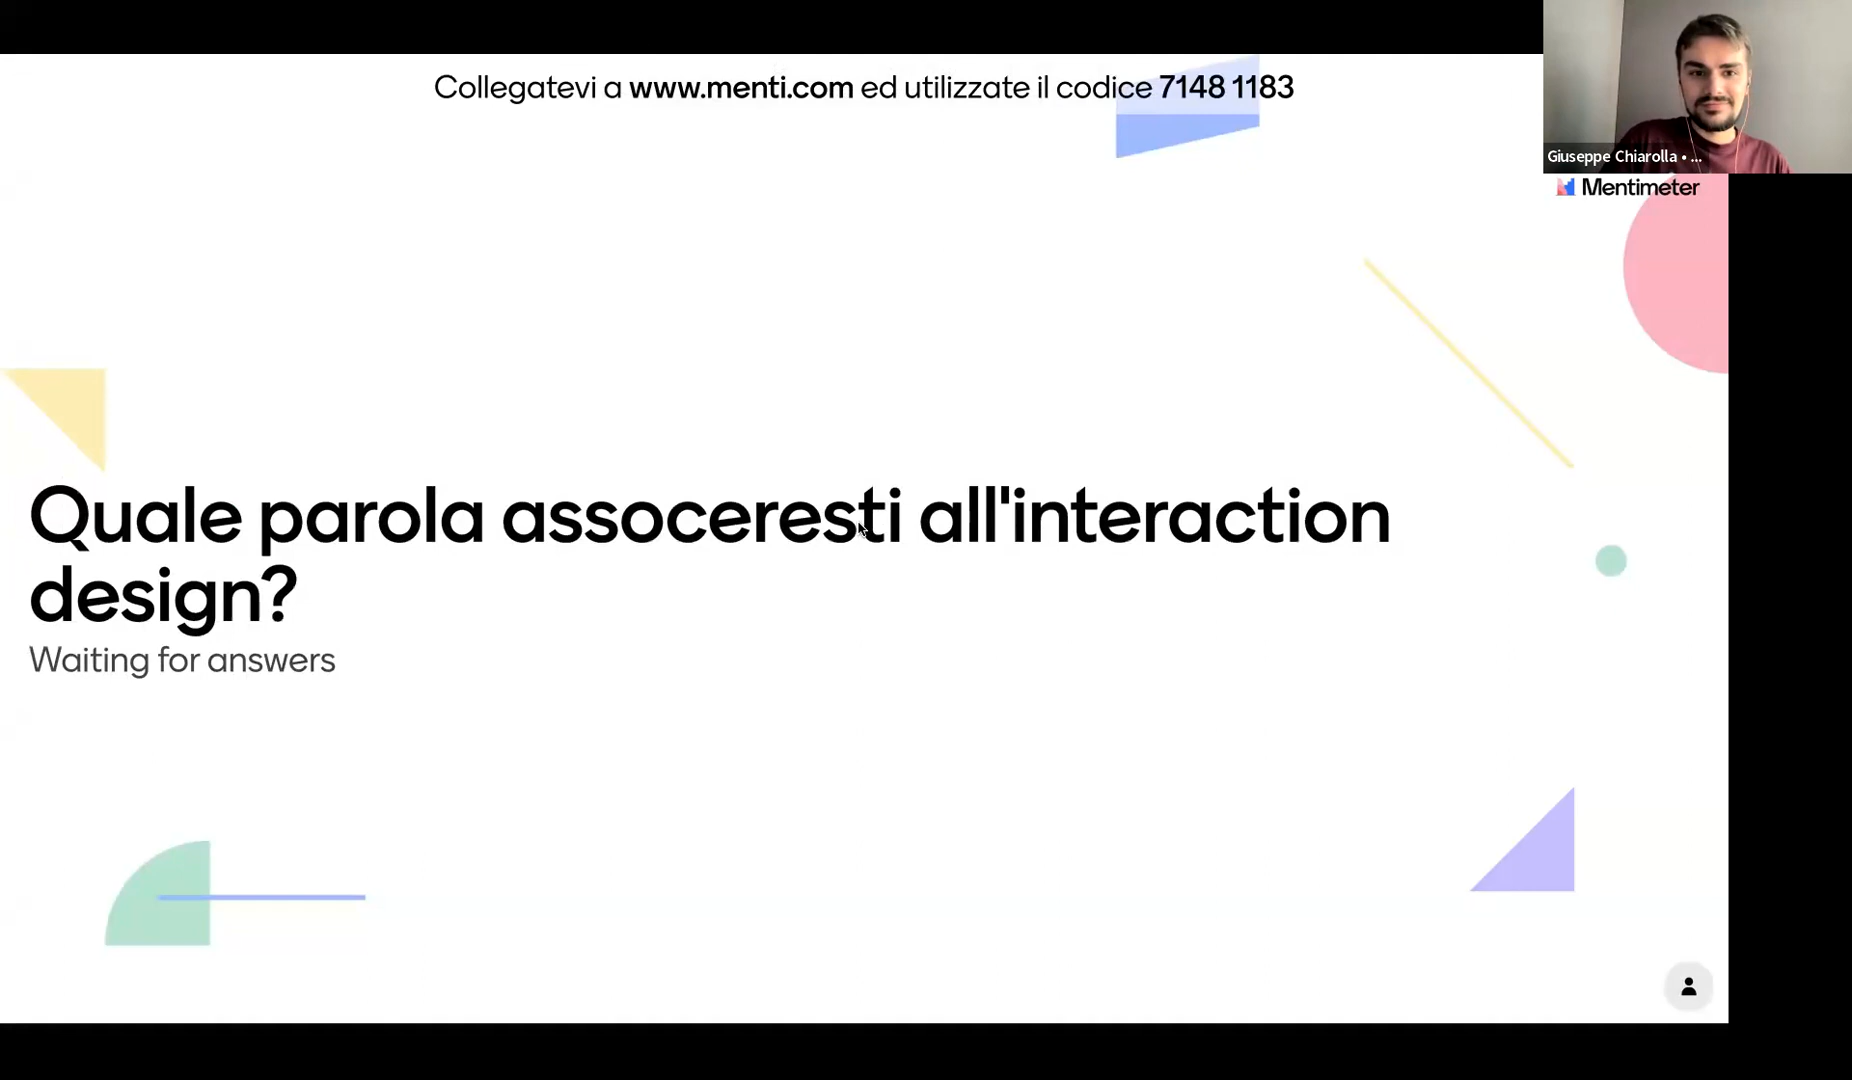 Collegatevi a www.menti.com ed utilizzate il codice 7148 1183
Giuseppe Chiarolla • ...
Mentimeter
Quale parola assoceresti all'interaction
design?
Waiting for answers